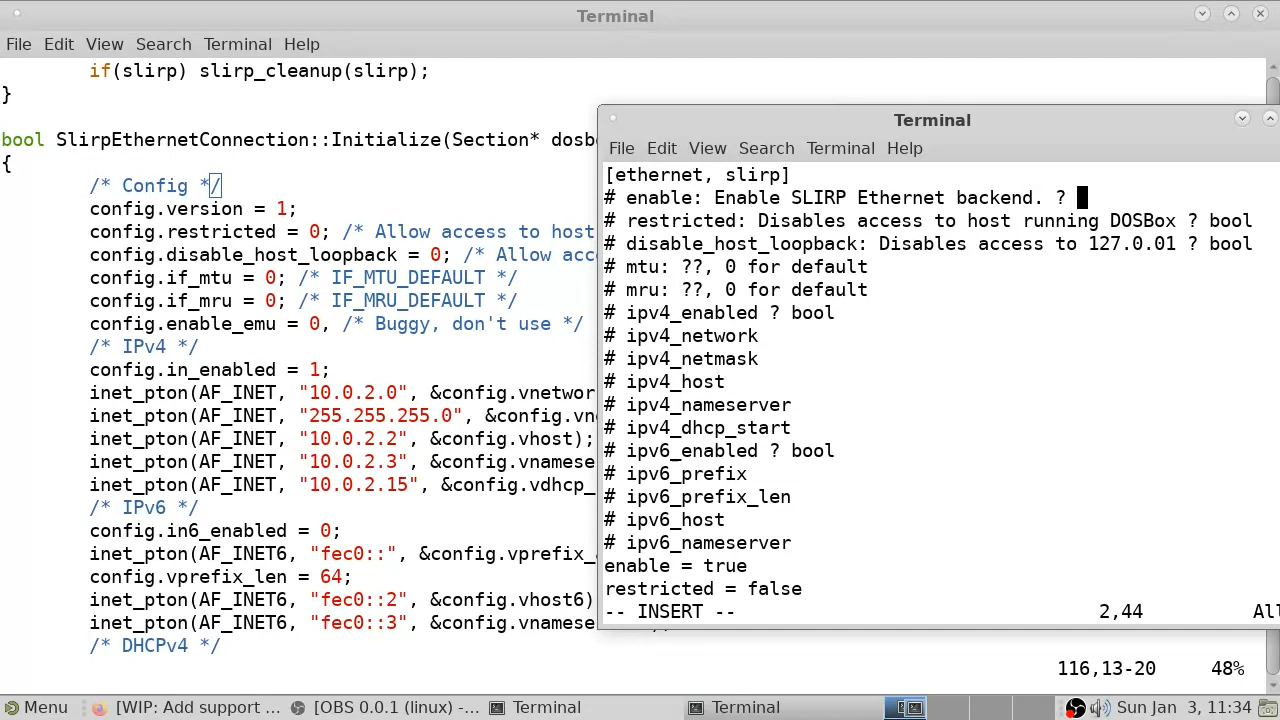 Terminal
File Edit View Search Terminal Help
if(slirp) slirp_cleanup(slirp);
}
bool SlirpEthernetConnection::Initialize(Section*
{
/* Config */
config.version = 1;
config.restricted = 0; /* Allow access to host
config.disable_host_loopback = 0; /* Allow
config.if_mtu = 0; /* IF_MTU_DEFAULT */
config.if_mru = 0; /* IF_MRU_DEFAULT */
config.enable_emu = 0, /* Buggy, don't use */
/* IPv4 */
config.in_enabled = 1;
inet_pton(AF_INET, "10.0.2.0", &config.vnetwor
inet_pton(AF_INET, "255.255.255.0", &config.vn
inet_pton(AF_INET, "10.0.2.2", &config.vhost);
inet_pton(AF_INET, "10.0.2.3", &config.vnamese
inet_pton(AF_INET, "10.0.2.15", &config.vdhcp_
/* IPv6 */
config.in6_enabled = 0;
inet_pton(AF_INET6, "fec0::", &config.vprefix_
config.vprefix_len = 64;
inet_pton(AF_INET6, "fec0::2", &config.vhost6)
inet_pton(AF_INET6, "fec0::3", &config.vnamese
/* DHCPv4 */
116,13-20 48%
Terminal
File Edit View Search Terminal Help
[ethernet, slirp]
# enable: Enable SLIRP Ethernet backend. ?
# restricted: Disables access to host running DOSBox ? bool
# disable_host_loopback: Disables access to 127.0.01 ? bool
# mtu: ??, 0 for default
# mru: ??, 0 for default
# ipv4_enabled ? bool
# ipv4_network
# ipv4_netmask
# ipv4_host
# ipv4_nameserver
# ipv4_dhcp_start
# ipv6_enabled ? bool
# ipv6_prefix
# ipv6_prefix_len
# ipv6_host
# ipv6_nameserver
enable = true
restricted = false
-- INSERT -- 2,44 Al
Menu [WIP: Add support ... [OBS 0.0.1 (linux) -... Terminal Terminal Sun Jan 3, 11:34